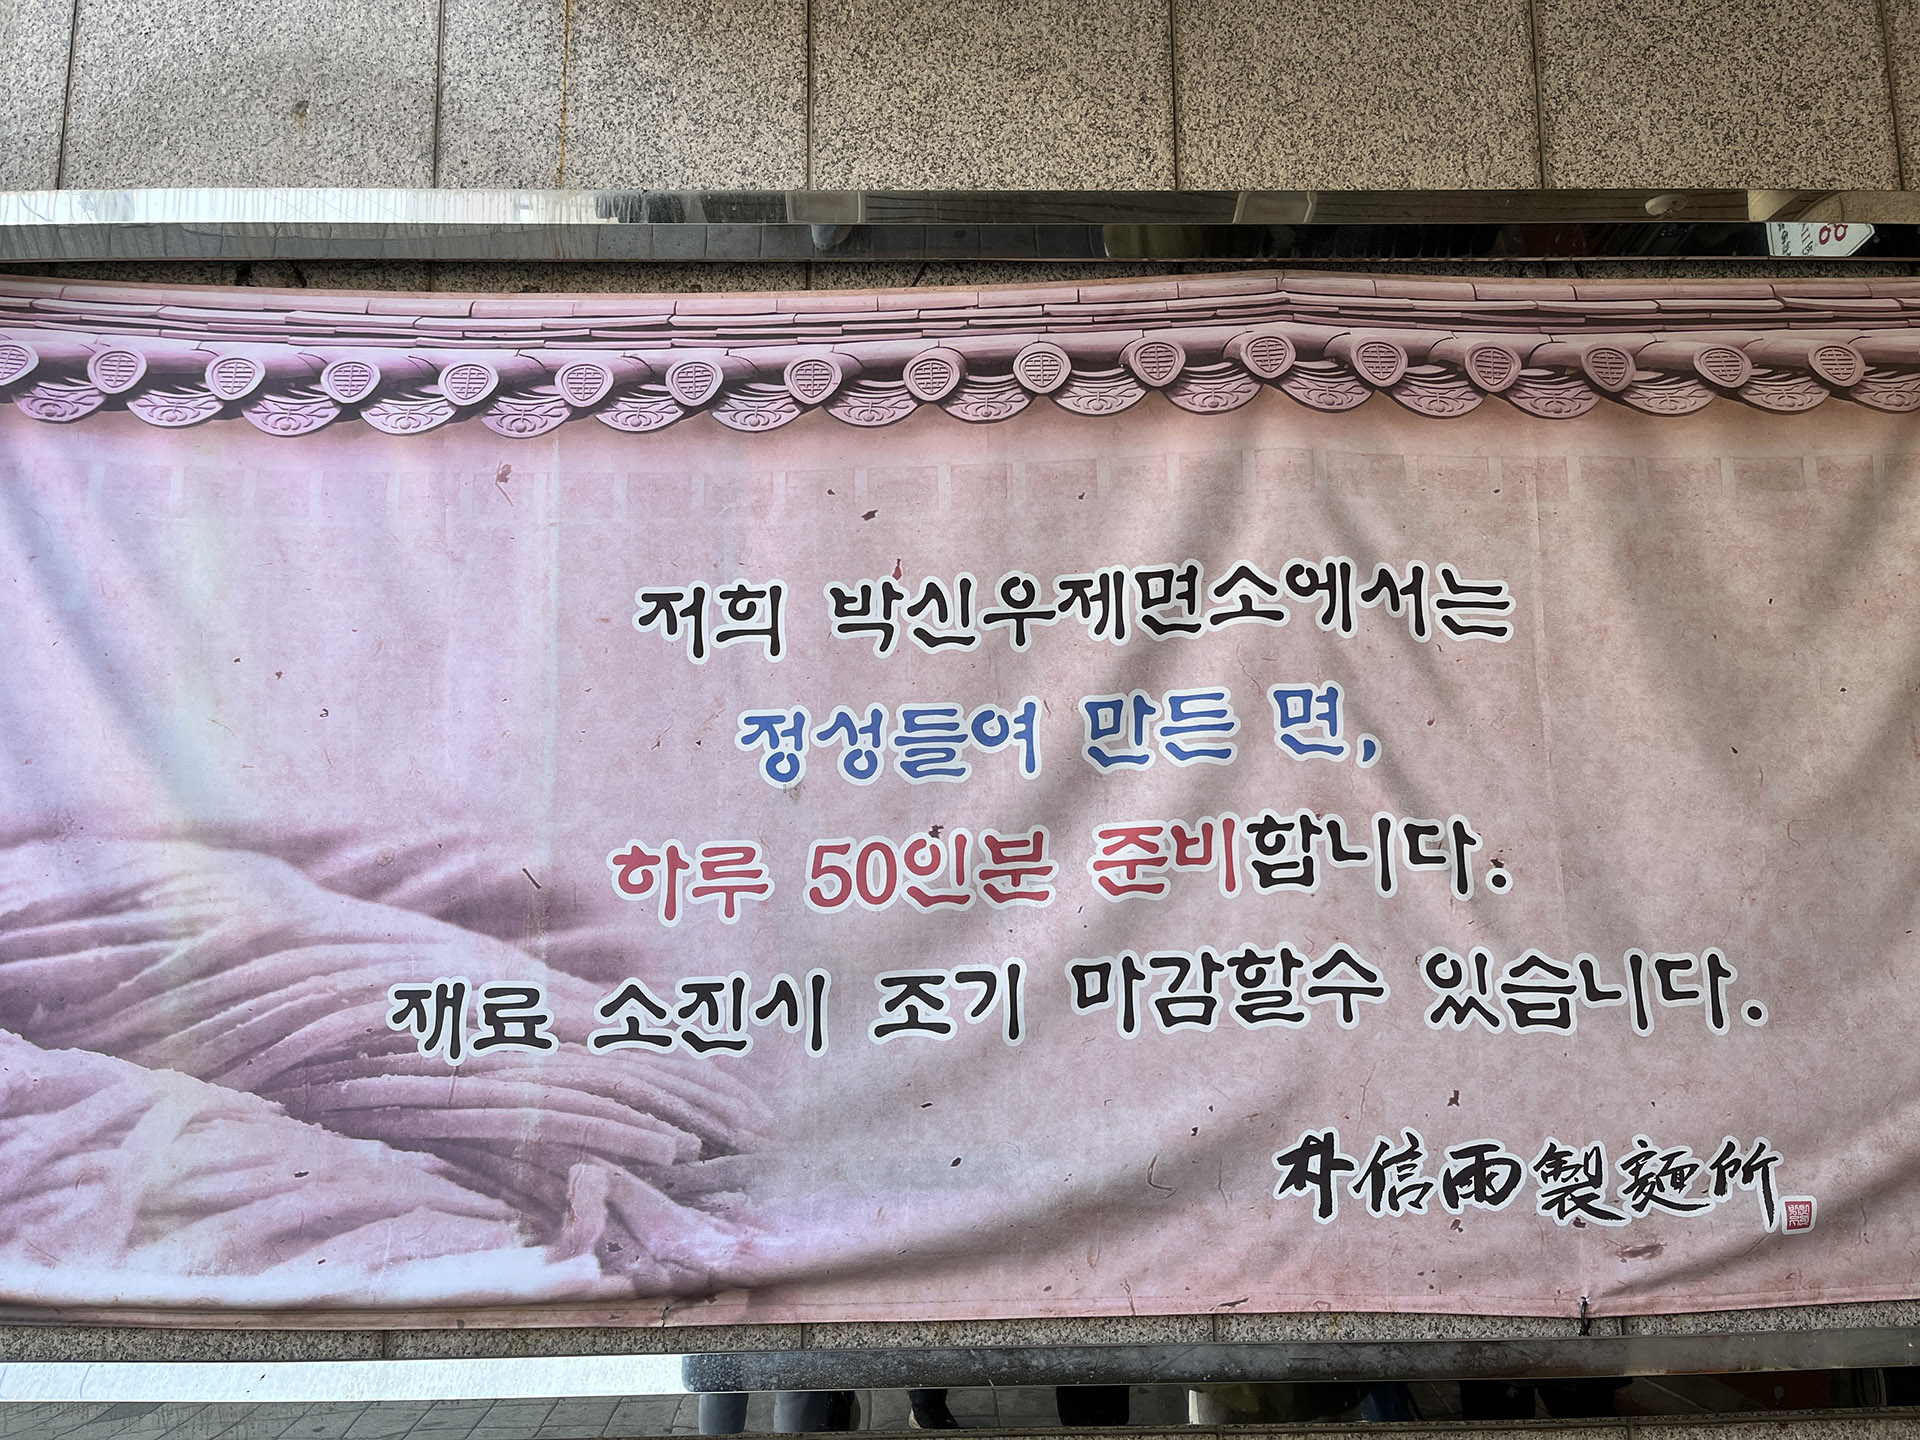 저희 박신우제면소에서는
정성들여 만든 면,
하루 50인분 준비합니다.
재료 소진시 조기 마감할수 있습니다.
朴信雨製麵所